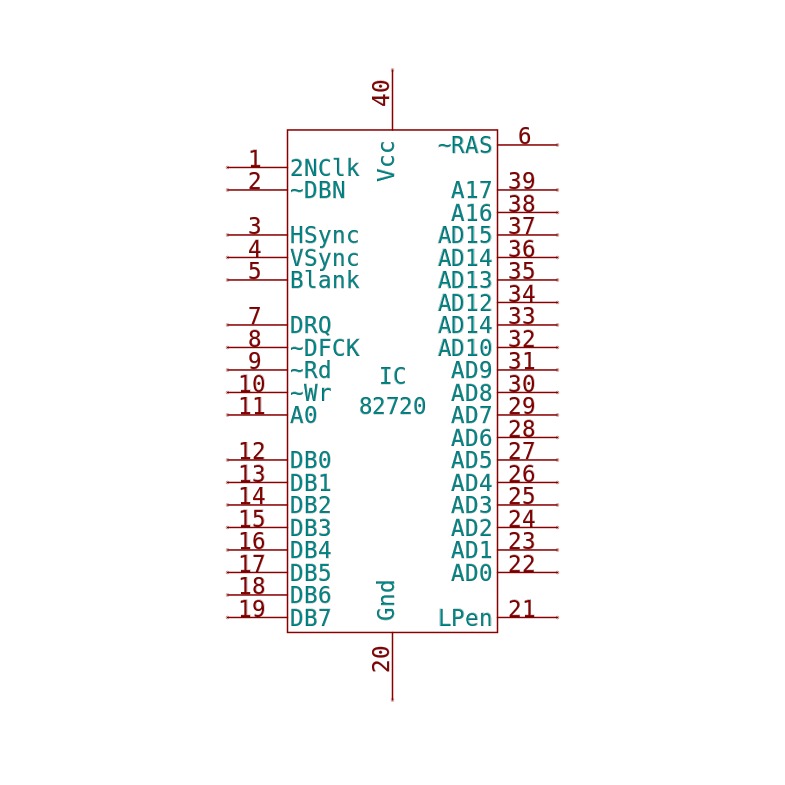 40
Vcc
6
~RAS
1
2NClk
2
~DBN
3
HSync
4
VSync
5
Blank
7
DRQ
8
~DFCK
9
~Rd
10
~Wr
11
A0
12
DB0
13
DB1
14
DB2
15
DB3
16
DB4
17
DB5
18
DB6
19
DB7
IC
82720
39
A17
38
A16
37
AD15
36
AD14
35
AD13
34
AD12
33
AD14
32
AD10
31
AD9
30
AD8
29
AD7
28
AD6
27
AD5
26
AD4
25
AD3
24
AD2
23
AD1
22
AD0
21
LPen
Gnd
20